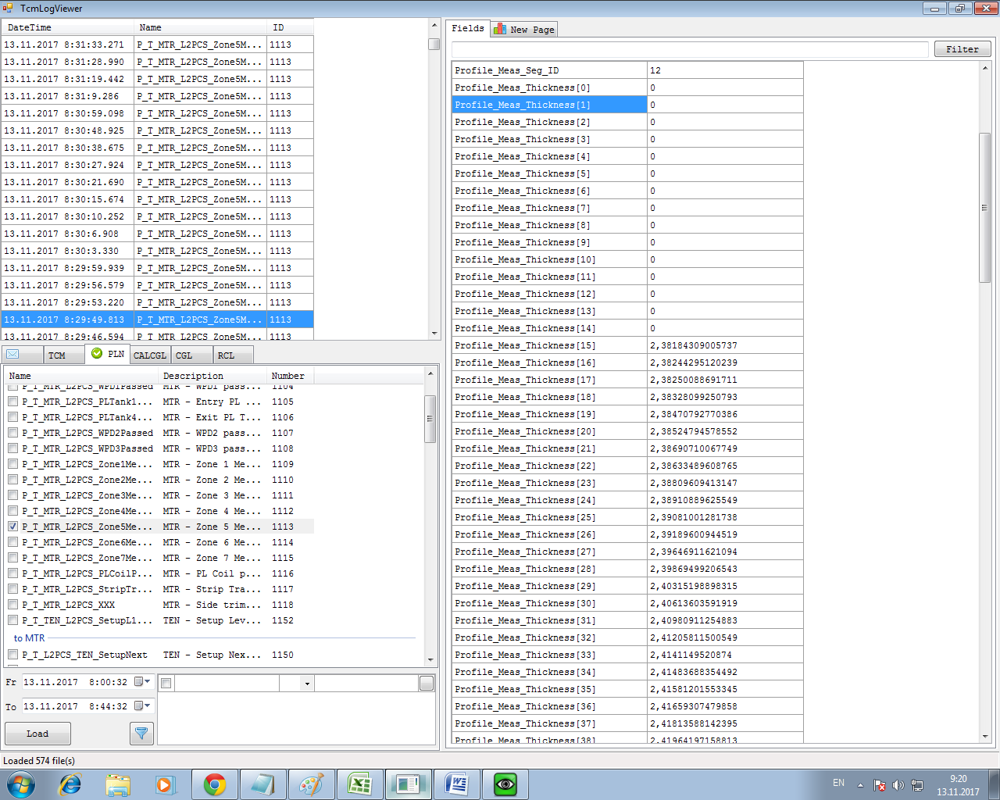 TcmLogViewer
DateTime Name ID
13.11.2017 8:31:33.271 P_T_MTR_L2PCS_Zone5M... 1113
13.11.2017 8:31:28.990 P_T_MTR_L2PCS_Zone5M... 1113
13.11.2017 8:31:19.442 P_T_MTR_L2PCS_Zone5M... 1113
13.11.2017 8:31:9.286 P_T_MTR_L2PCS_Zone5M... 1113
13.11.2017 8:30:59.098 P_T_MTR_L2PCS_Zone5M... 1113
13.11.2017 8:30:48.925 P_T_MTR_L2PCS_Zone5M... 1113
13.11.2017 8:30:38.675 P_T_MTR_L2PCS_Zone5M... 1113
13.11.2017 8:30:27.924 P_T_MTR_L2PCS_Zone5M... 1113
13.11.2017 8:30:21.690 P_T_MTR_L2PCS_Zone5M... 1113
13.11.2017 8:30:15.674 P_T_MTR_L2PCS_Zone5M... 1113
13.11.2017 8:30:10.252 P_T_MTR_L2PCS_Zone5M... 1113
13.11.2017 8:30:6.908 P_T_MTR_L2PCS_Zone5M... 1113
13.11.2017 8:30:3.330 P_T_MTR_L2PCS_Zone5M... 1113
13.11.2017 8:29:59.939 P_T_MTR_L2PCS_Zone5M... 1113
13.11.2017 8:29:56.579 P_T_MTR_L2PCS_Zone5M... 1113
13.11.2017 8:29:53.220 P_T_MTR_L2PCS_Zone5M... 1113
13.11.2017 8:29:49.813 P_T_MTR_L2PCS_Zone5M... 1113
13.11.2017 8:29:46.594 P_T_MTR_L2PCS_Zone5M... 1113
TCM PLN CALCGL CGL RCL
Name Description Number
P_T_MTR_L2PCS_WPD1Passed MTR - WPD1 pass... 1104
P_T_MTR_L2PCS_PLTank1... MTR - Entry PL ... 1105
P_T_MTR_L2PCS_PLTank4... MTR - Exit PL T... 1106
P_T_MTR_L2PCS_WPD2Passed MTR - WPD2 pass... 1107
P_T_MTR_L2PCS_WPD3Passed MTR - WPD3 pass... 1108
P_T_MTR_L2PCS_Zone1Me... MTR - Zone 1 Me... 1109
P_T_MTR_L2PCS_Zone2Me... MTR - Zone 2 Me... 1110
P_T_MTR_L2PCS_Zone3Me... MTR - Zone 3 Me... 1111
P_T_MTR_L2PCS_Zone4Me... MTR - Zone 4 Me... 1112
P_T_MTR_L2PCS_Zone5Me... MTR - Zone 5 Me... 1113
P_T_MTR_L2PCS_Zone6Me... MTR - Zone 6 Me... 1114
P_T_MTR_L2PCS_Zone7Me... MTR - Zone 7 Me... 1115
P_T_MTR_L2PCS_PLCoilP... MTR - PL Coil p... 1116
P_T_MTR_L2PCS_StripTr... MTR - Strip Tra... 1117
P_T_MTR_L2PCS_XXX MTR - Side trim... 1118
P_T_TEN_L2PCS_SetupL1... TEN - Setup Lev... 1152
to MTR
P_T_L2PCS_TEN_SetupNext TEN - Setup Nex... 1150
Fr 13.11.2017 8:00:32
To 13.11.2017 8:44:32
Load
Fields New Page
Filter
Profile_Meas_Seg_ID 12
Profile_Meas_Thickness[0] 0
Profile_Meas_Thickness[1] 0
Profile_Meas_Thickness[2] 0
Profile_Meas_Thickness[3] 0
Profile_Meas_Thickness[4] 0
Profile_Meas_Thickness[5] 0
Profile_Meas_Thickness[6] 0
Profile_Meas_Thickness[7] 0
Profile_Meas_Thickness[8] 0
Profile_Meas_Thickness[9] 0
Profile_Meas_Thickness[10] 0
Profile_Meas_Thickness[11] 0
Profile_Meas_Thickness[12] 0
Profile_Meas_Thickness[13] 0
Profile_Meas_Thickness[14] 0
Profile_Meas_Thickness[15] 2,38184309005737
Profile_Meas_Thickness[16] 2,38244295120239
Profile_Meas_Thickness[17] 2,38250088691711
Profile_Meas_Thickness[18] 2,38328099250793
Profile_Meas_Thickness[19] 2,38470792770386
Profile_Meas_Thickness[20] 2,38524794578552
Profile_Meas_Thickness[21] 2,38690710067749
Profile_Meas_Thickness[22] 2,38633489608765
Profile_Meas_Thickness[23] 2,38809609413147
Profile_Meas_Thickness[24] 2,38910889625549
Profile_Meas_Thickness[25] 2,39081001281738
Profile_Meas_Thickness[26] 2,39189600944519
Profile_Meas_Thickness[27] 2,39646911621094
Profile_Meas_Thickness[28] 2,39869499206543
Profile_Meas_Thickness[29] 2,40315198898315
Profile_Meas_Thickness[30] 2,40613603591919
Profile_Meas_Thickness[31] 2,40980911254883
Profile_Meas_Thickness[32] 2,41205811500549
Profile_Meas_Thickness[33] 2,4141149520874
Profile_Meas_Thickness[34] 2,41483688354492
Profile_Meas_Thickness[35] 2,41581201553345
Profile_Meas_Thickness[36] 2,41659307479858
Profile_Meas_Thickness[37] 2,41813588142395
Profile_Meas_Thickness[38] 2,41964197158813
Loaded 574 file(s)
EN
9:20
13.11.2017